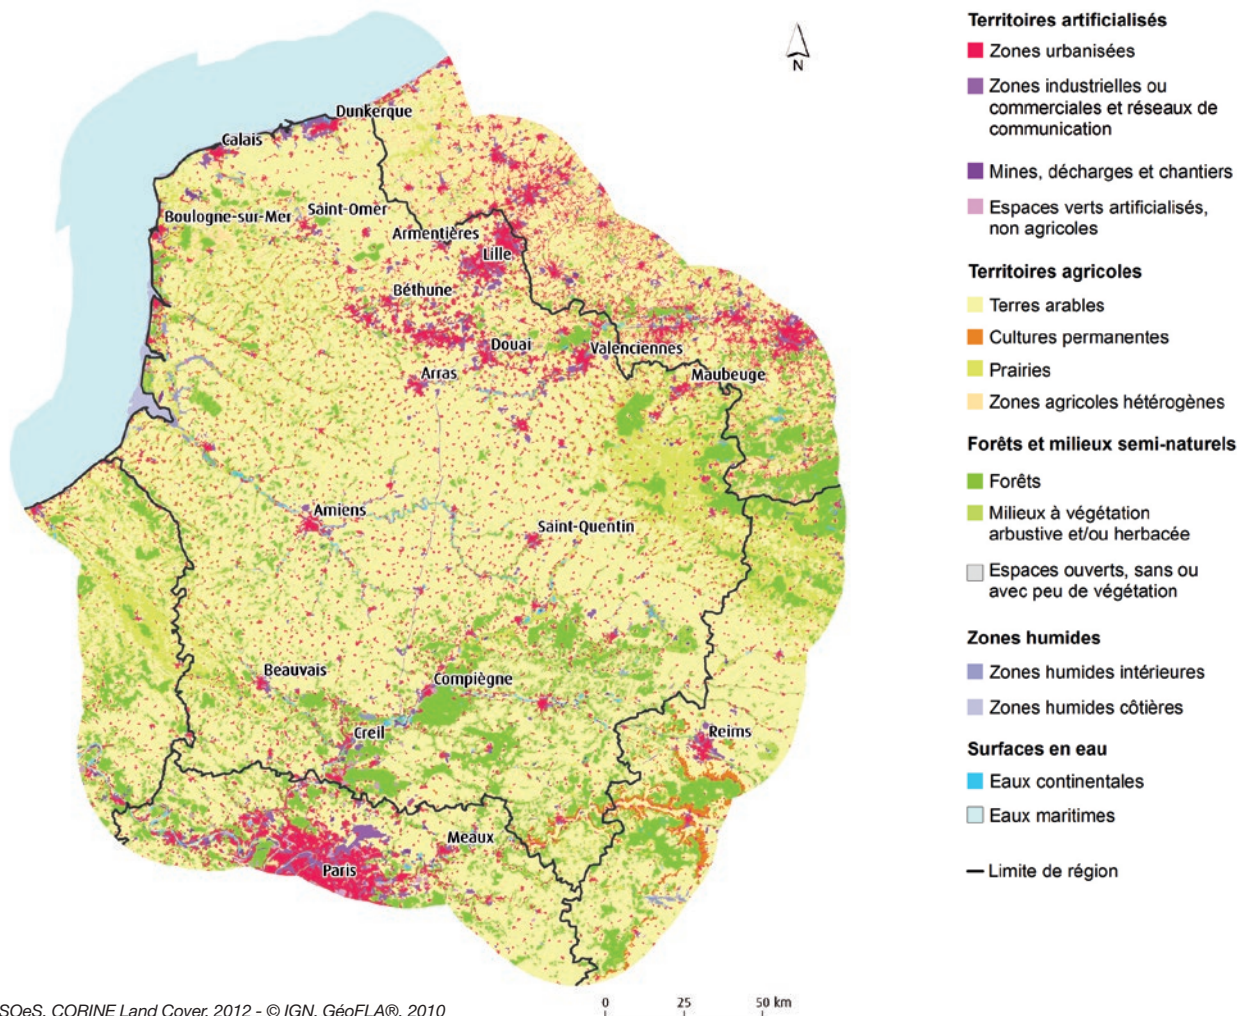 N
Dunkerque
Calais
Boulogne-sur-Mer
Saint-Omer
Armentières
Lille
Béthune
Douai
Valenciennes
Arras
Maubeuge
Amiens
Saint-Quentin
Beauvais
Compiègne
Creil
Reims
Meaux
Paris
Territoires artificialisés
Zones urbanisées
Zones industrielles ou
commerciales et réseaux de
communication
Mines, décharges et chantiers
Espaces verts artificialisés,
non agricoles
Territoires agricoles
Terres arables
Cultures permanentes
Prairies
Zones agricoles hétérogènes
Forêts et milieux semi-naturels
Forêts
Milieux à végétation
arbustive et/ou herbacée
Espaces ouverts, sans ou
avec peu de végétation
Zones humides
Zones humides intérieures
Zones humides côtières
Surfaces en eau
Eaux continentales
Eaux maritimes
Limite de région
0 25 50 km
SOeS, CORINE Land Cover, 2012 - © IGN, GéoFLA®, 2010